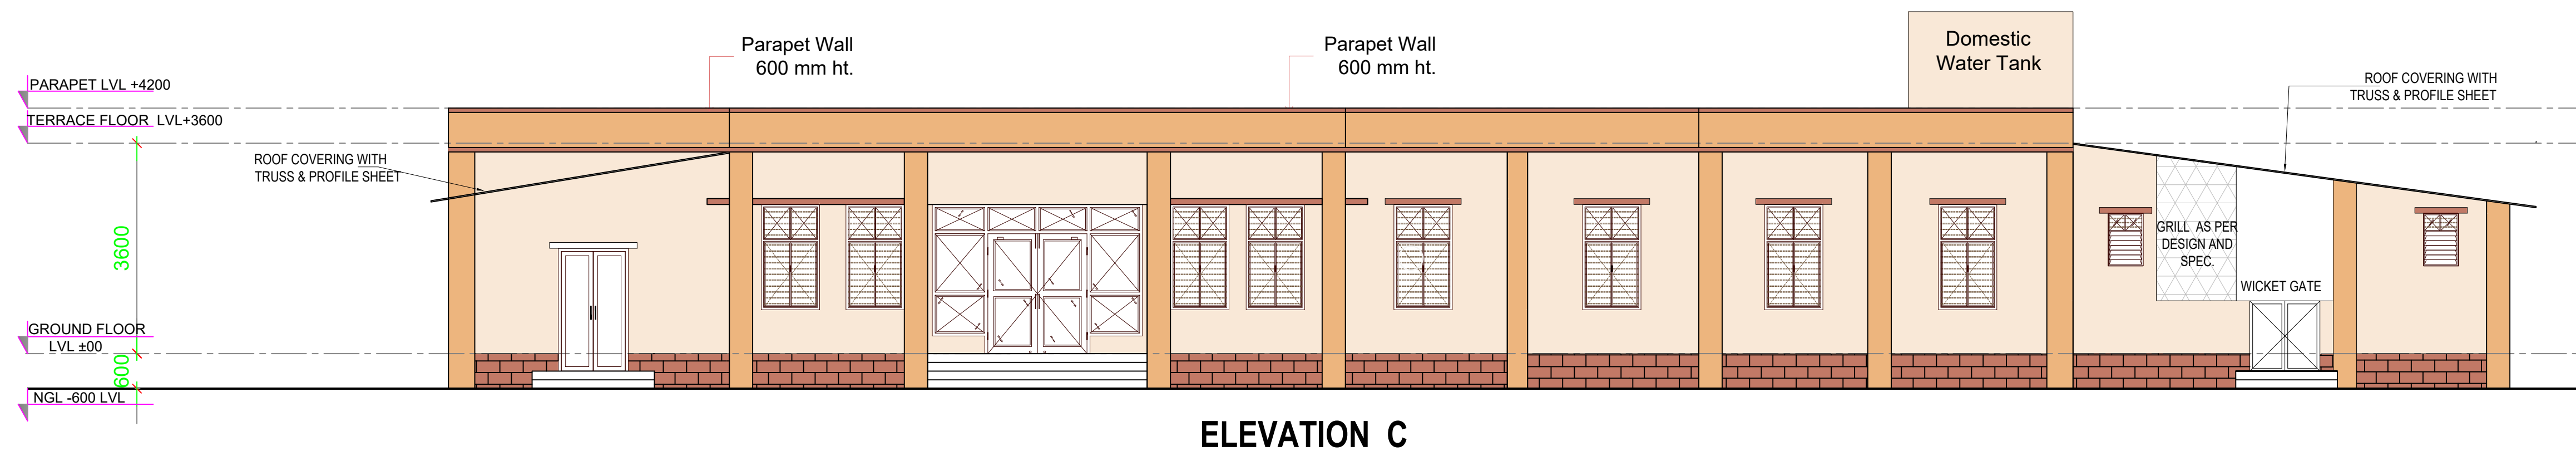 Parapet Wall
600 mm ht.
Parapet Wall
600 mm ht.
Domestic
Water Tank
PARAPET LVL +4200
TERRACE FLOOR LVL+3600
ROOF COVERING WITH
TRUSS & PROFILE SHEET
ROOF COVERING WITH
TRUSS & PROFILE SHEET
3600
GRILL AS PER
DESIGN AND
SPEC.
WICKET GATE
GROUND FLOOR
LVL ±00
600
NGL -600 LVL
ELEVATION C